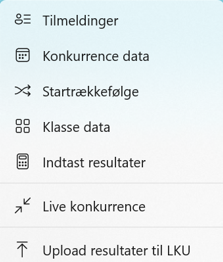 Tilmeldinger
Konkurrence data
Startrækkefølge
Klasse data
Indtast resultater
Live konkurrence
Upload resultater til LKU